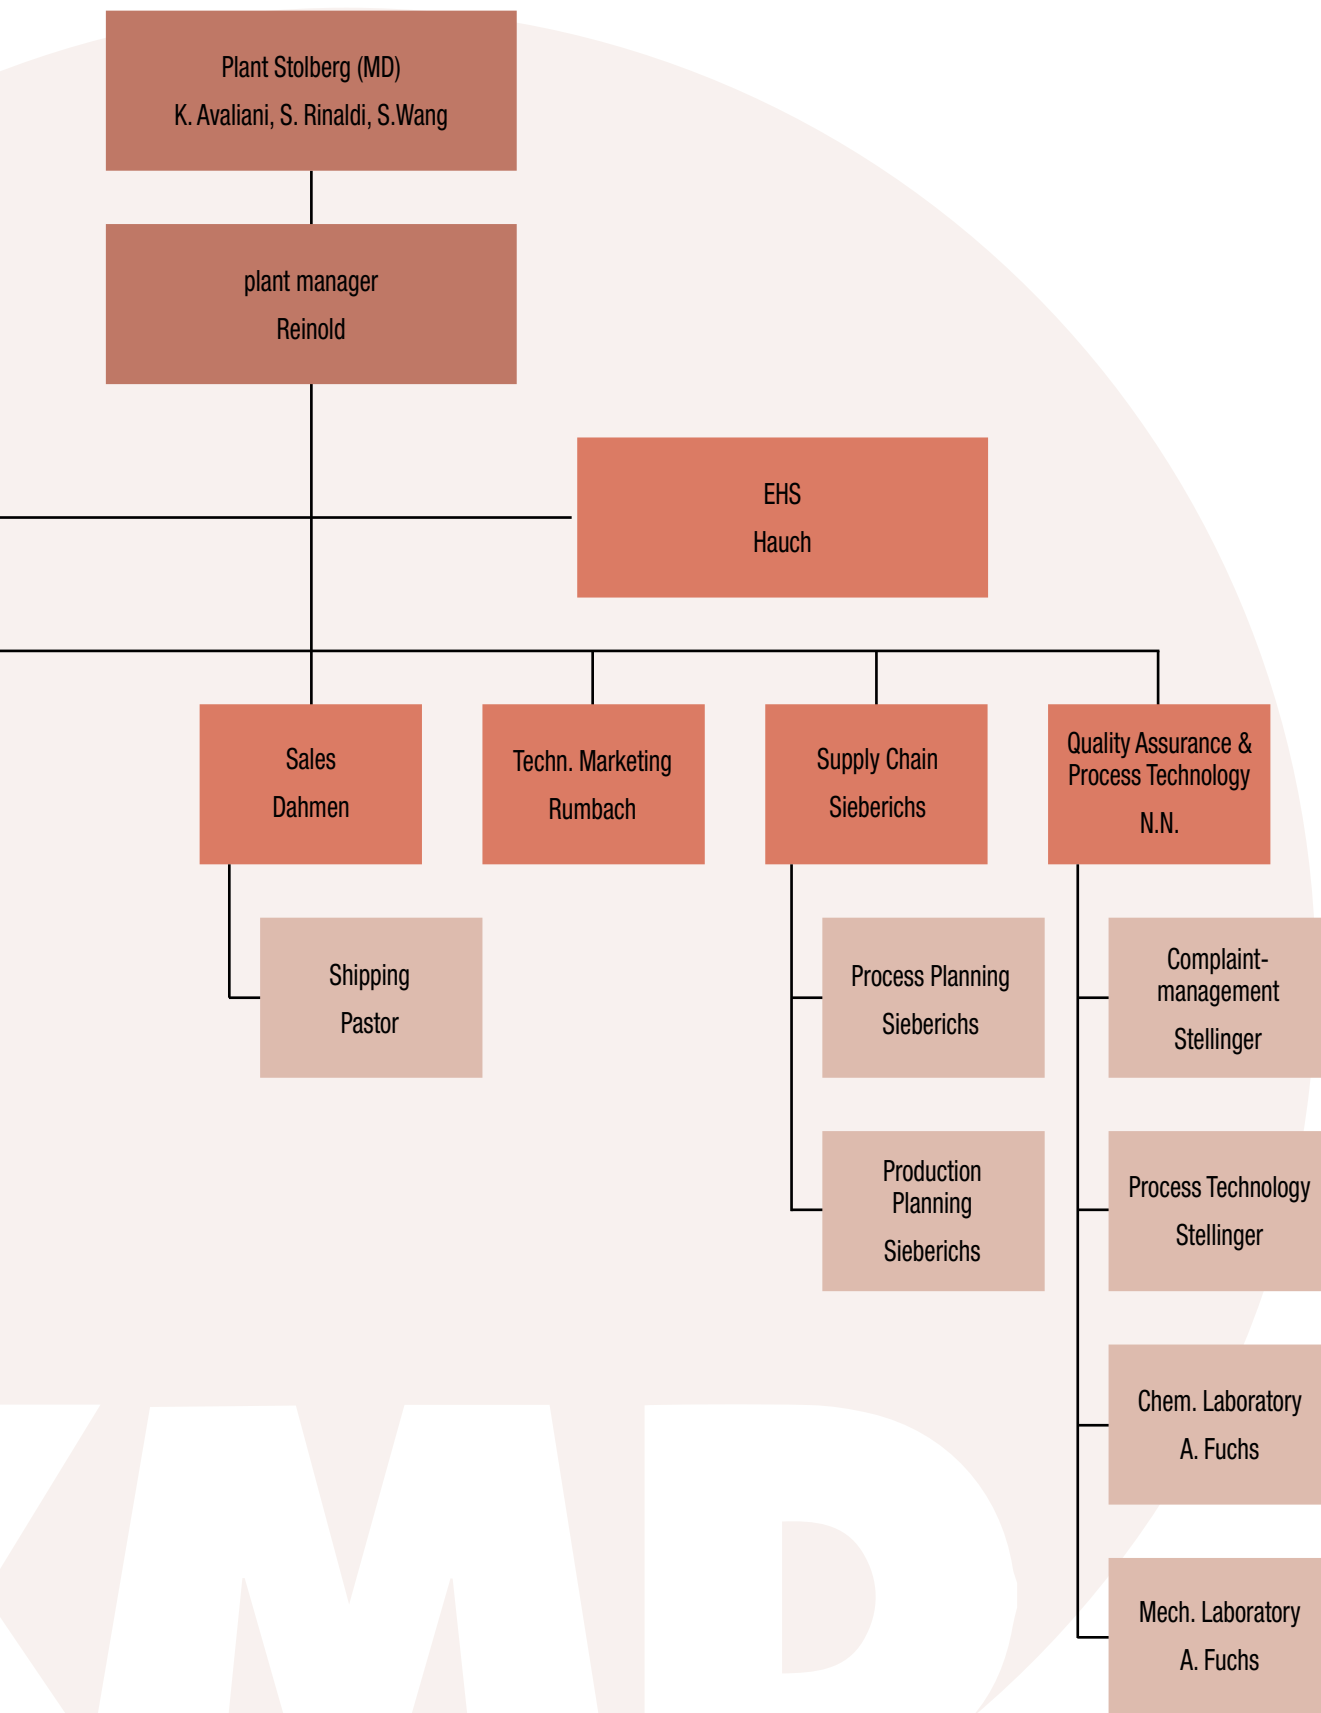 Plant Stolberg (MD)
K. Avaliani, S. Rinaldi, S.Wang
plant manager
Reinold
EHS
Hauch
Sales
Dahmen
Techn. Marketing
Rumbach
Supply Chain
Sieberichs
Quality Assurance &
Process Technology
N.N.
Shipping
Pastor
Process Planning
Sieberichs
Complaint-
management
Stellinger
Production
Planning
Sieberichs
Process Technology
Stellinger
Chem. Laboratory
A. Fuchs
Mech. Laboratory
A. Fuchs